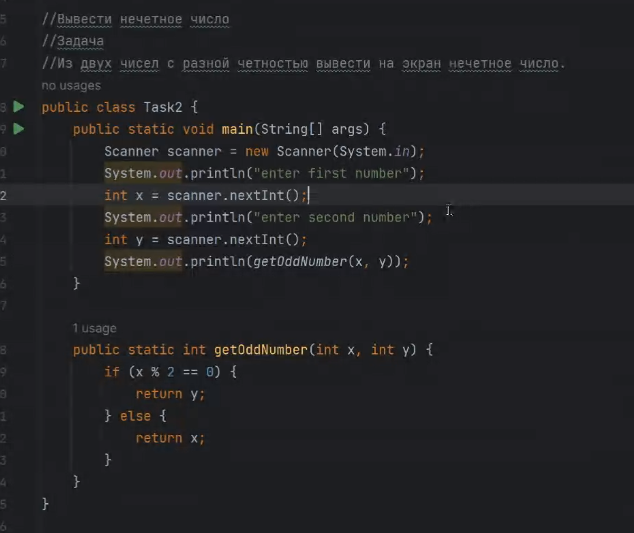 5 //Вывести нечетное число
6 //Задача
7 //Из двух чисел с разной четностью вывести на экран нечетное число.
no usages
8 public class Task2 {
9 public static void main(String[] args) {
0 Scanner scanner = new Scanner(System.in);
1 System.out.println("enter first number");
2 int x = scanner.nextInt();
3 System.out.println("enter second number");
4 int y = scanner.nextInt();
5 System.out.println(getOddNumber(x, y));
6 }
7
1 usage
8 public static int getOddNumber(int x, int y) {
9 if (x % 2 == 0) {
0 return y;
1 } else {
2 return x;
3 }
4 }
5 }
6